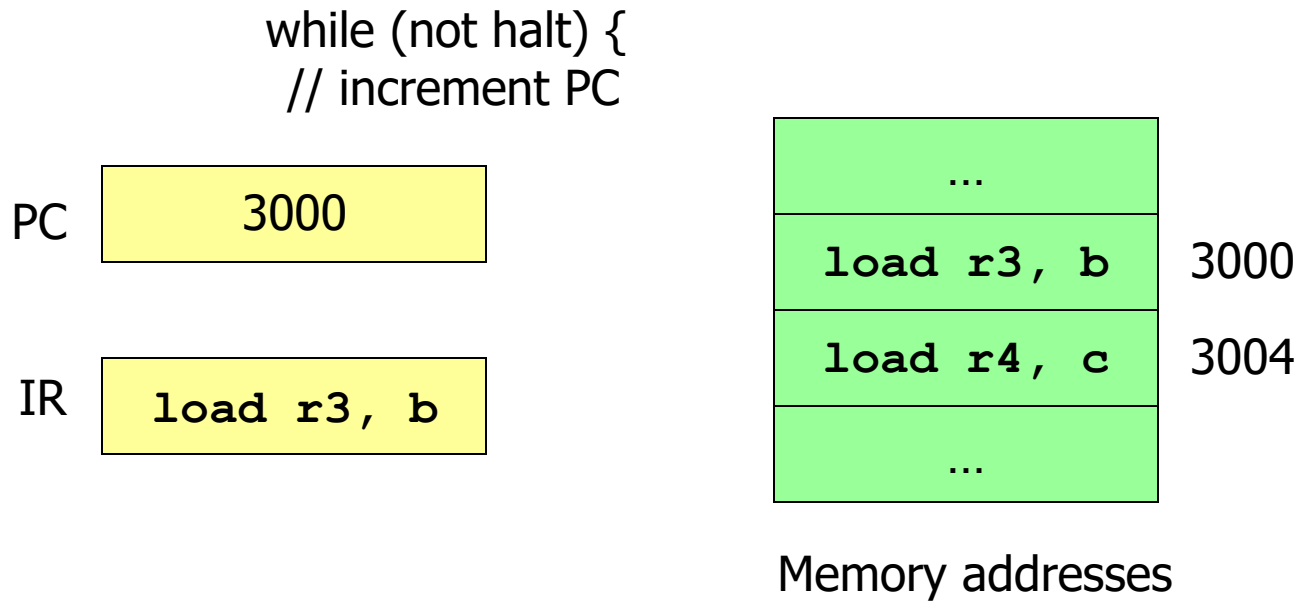 while (not halt) {
// increment PC
PC
3000
IR
load r3, b
...
load r3, b 3000
load r4, c 3004
...
Memory addresses